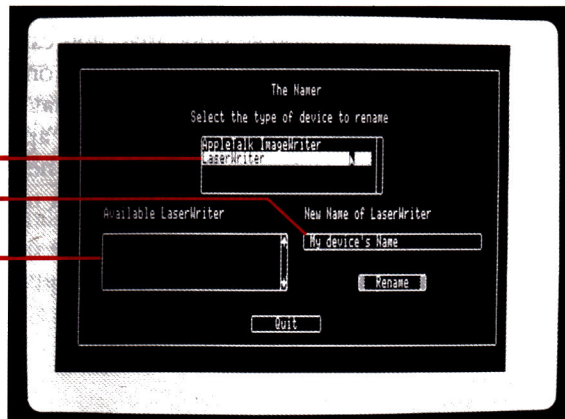 The Namer
Select the type of device to rename
AppleTalk ImageWriter
LaserWriter
Available LaserWriter
New Name of LaserWriter
My device's Name
Rename
Quit